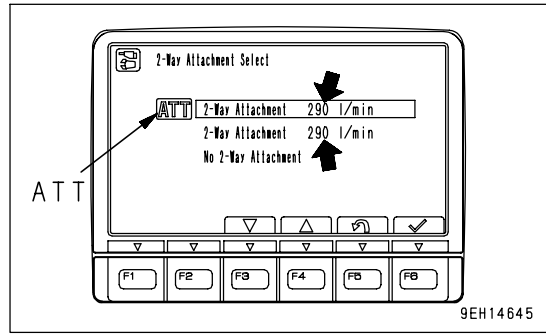 2-Way Attachment Select
ATT 2-Way Attachment 290 l/min
2-Way Attachment 290 l/min
No 2-Way Attachment
ATT
F1 F2 F3 F4 F5 F6
9EH14645